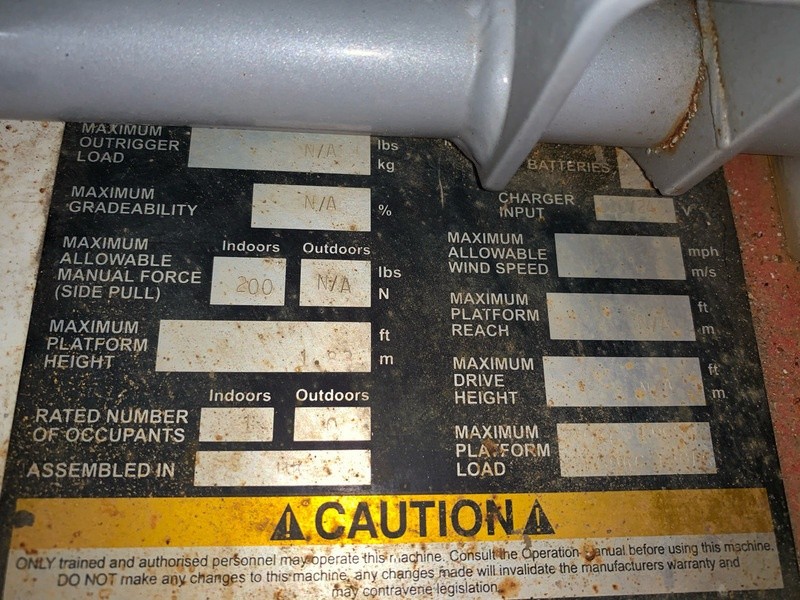 MAXIMUM
OUTRIGGER
LOAD
N/A
lbs
kg
MAXIMUM
GRADEABILITY
N/A
%
MAXIMUM
ALLOWABLE
MANUAL FORCE
(SIDE PULL)
Indoors
Outdoors
200
N/A
lbs
N
MAXIMUM
PLATFORM
HEIGHT
ft
m
Indoors
Outdoors
RATED NUMBER
OF OCCUPANTS
1
0
ASSEMBLED IN
BATTERIES
CHARGER
INPUT
V
MAXIMUM
ALLOWABLE
WIND SPEED
mph
m/s
MAXIMUM
PLATFORM
REACH
ft
m
MAXIMUM
DRIVE
HEIGHT
ft
m
MAXIMUM
PLATFORM
LOAD
CAUTION
ONLY trained and authorised personnel may operate this machine. Consult the Operation Manual before using this machine.
DO NOT make any changes to this machine, any changes made will invalidate the manufacturers warranty and
may contravene legislation.